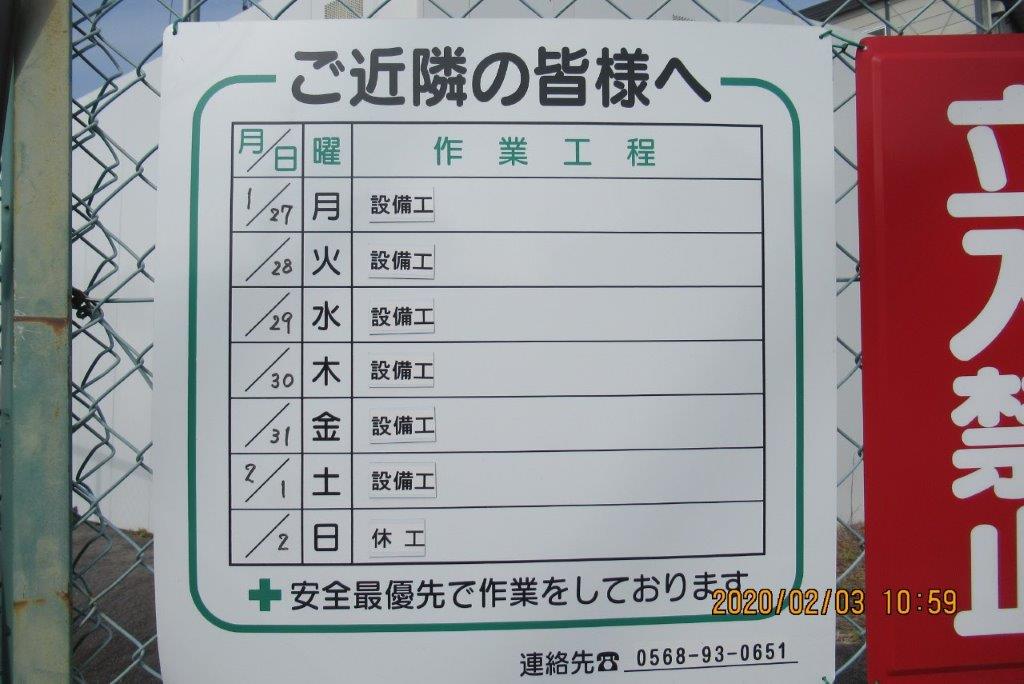 ご近隣の皆様へ
月/日 曜 作業工程
1/27 月 設備工
/28 火 設備工
/29 水 設備工
/30 木 設備工
/31 金 設備工
2/1 土 設備工
/2 日 休工
✚安全最優先で作業をしております
連絡先☎ 0568-93-0651
立入禁止
2020/02/03 10:59